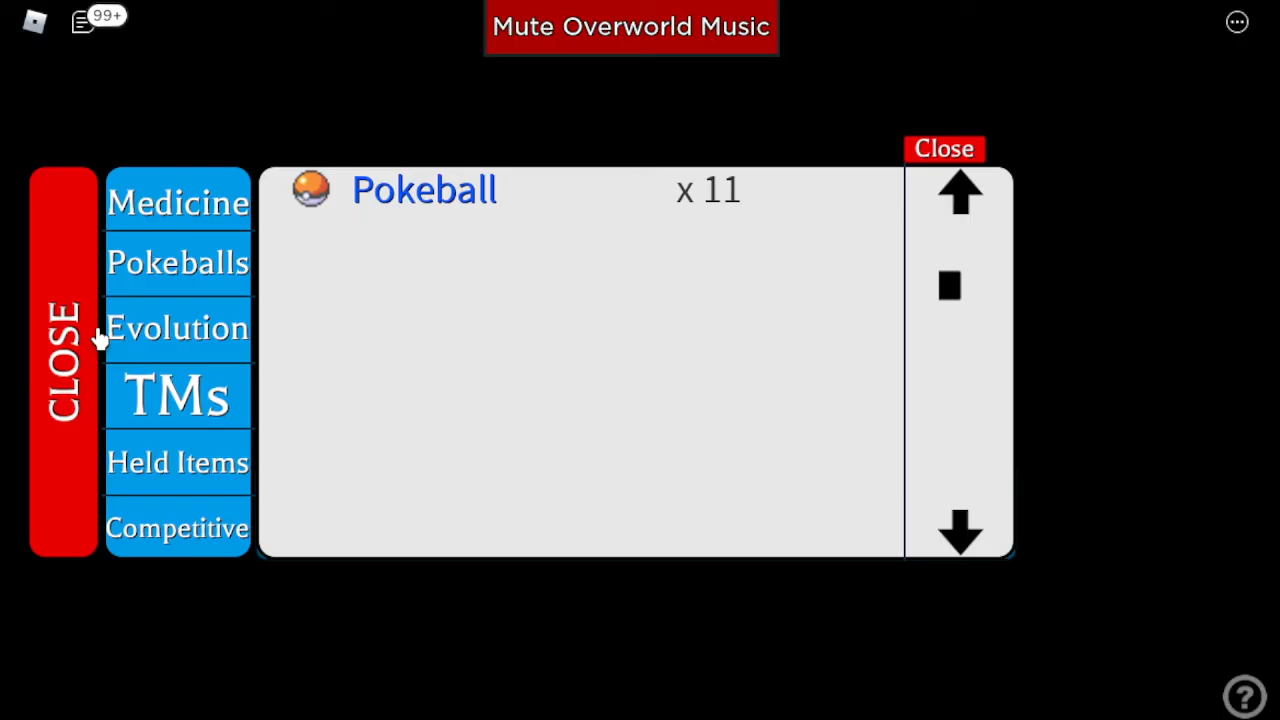 99+
Mute Overworld Music
Close
CLOSE
Medicine
Pokeballs
Evolution
TMs
Held Items
Competitive
Pokeball x 11
?